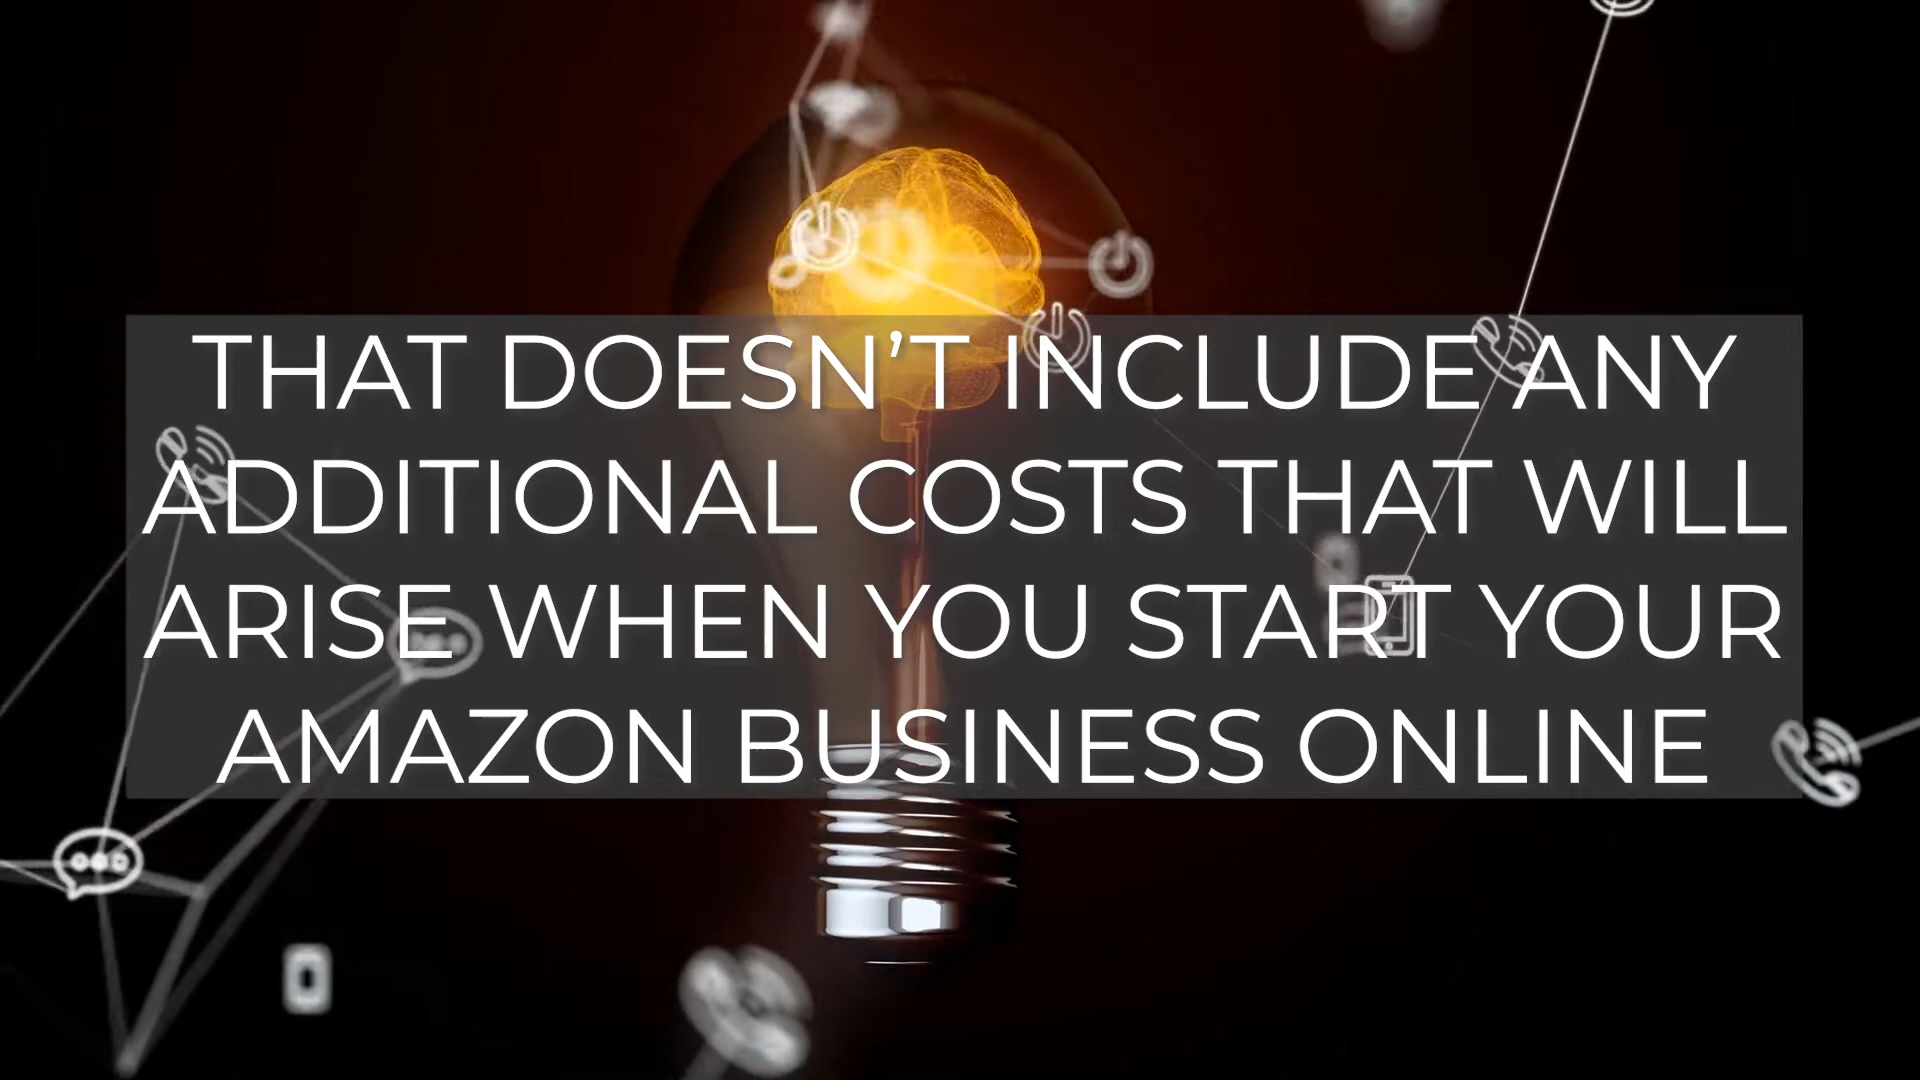 THAT DOESN’T INCLUDE ANY
ADDITIONAL COSTS THAT WILL
ARISE WHEN YOU START YOUR
AMAZON BUSINESS ONLINE